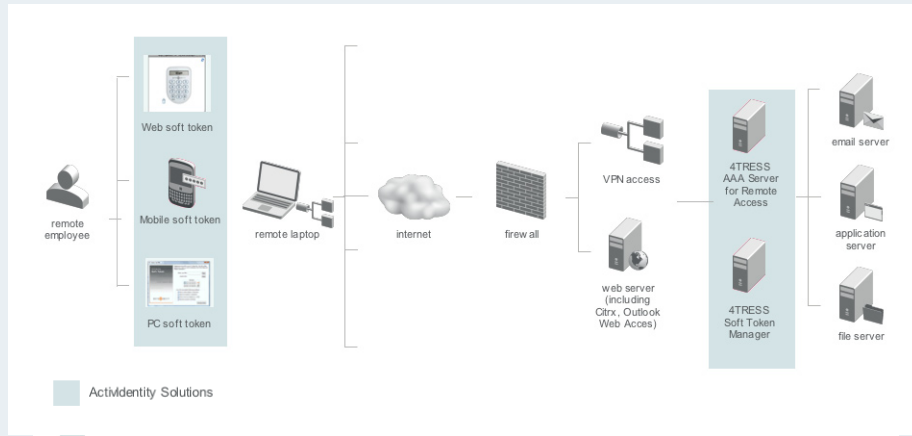 Web soft token
remote
employee
Mobile soft token
PC soft token
remote laptop
internet
firewall
VPN access
web server
(including
Citrx, Outlook
Web Acces)
4TRESS
AAA Server
for Remote
Access
4TRESS
Soft Token
Manager
email server
application
server
file server
ActivIdentity Solutions